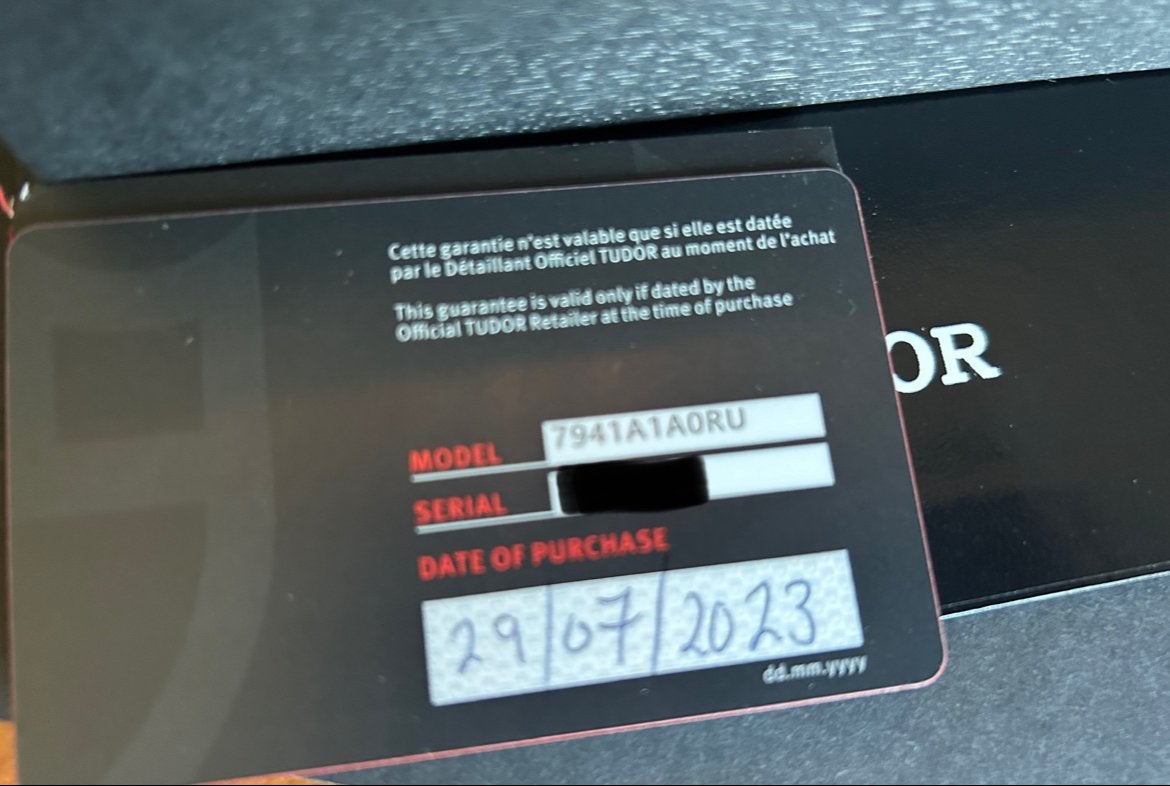 Cette garantie n'est valable que si elle est datée
par le Détaillant Officiel TUDOR au moment de l'achat
This guarantee is valid only if dated by the
Official TUDOR Retailer at the time of purchase
OR
MODEL 7941A1A0RU
SERIAL
DATE OF PURCHASE
29/07/2023
dd.mm.yyyy